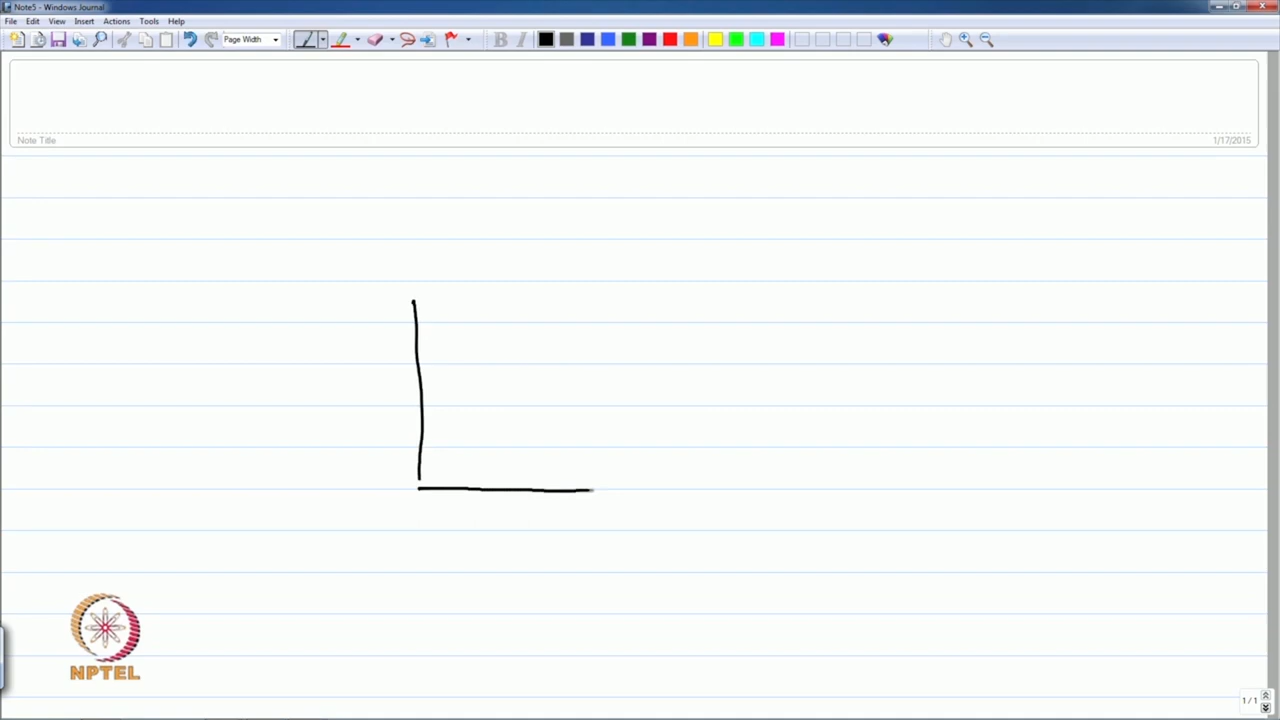 Note5 - Windows Journal
File Edit View Insert Actions Tools Help
Page Width B I
Note Title 1/17/2015
NPTEL
1/1